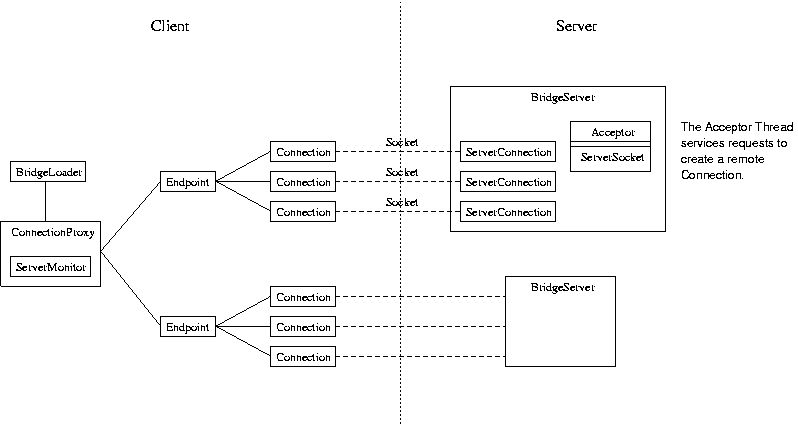 Client
Server
BridgeServer
Acceptor
ServerSocket
The Acceptor Thread
services requests to
create a remote
Connection.
Connection
Socket
ServerConnection
Connection
Socket
ServerConnection
Connection
Socket
ServerConnection
BridgeLoader
Endpoint
ConnectionProxy
ServerMonitor
Endpoint
Connection
Connection
Connection
BridgeServer